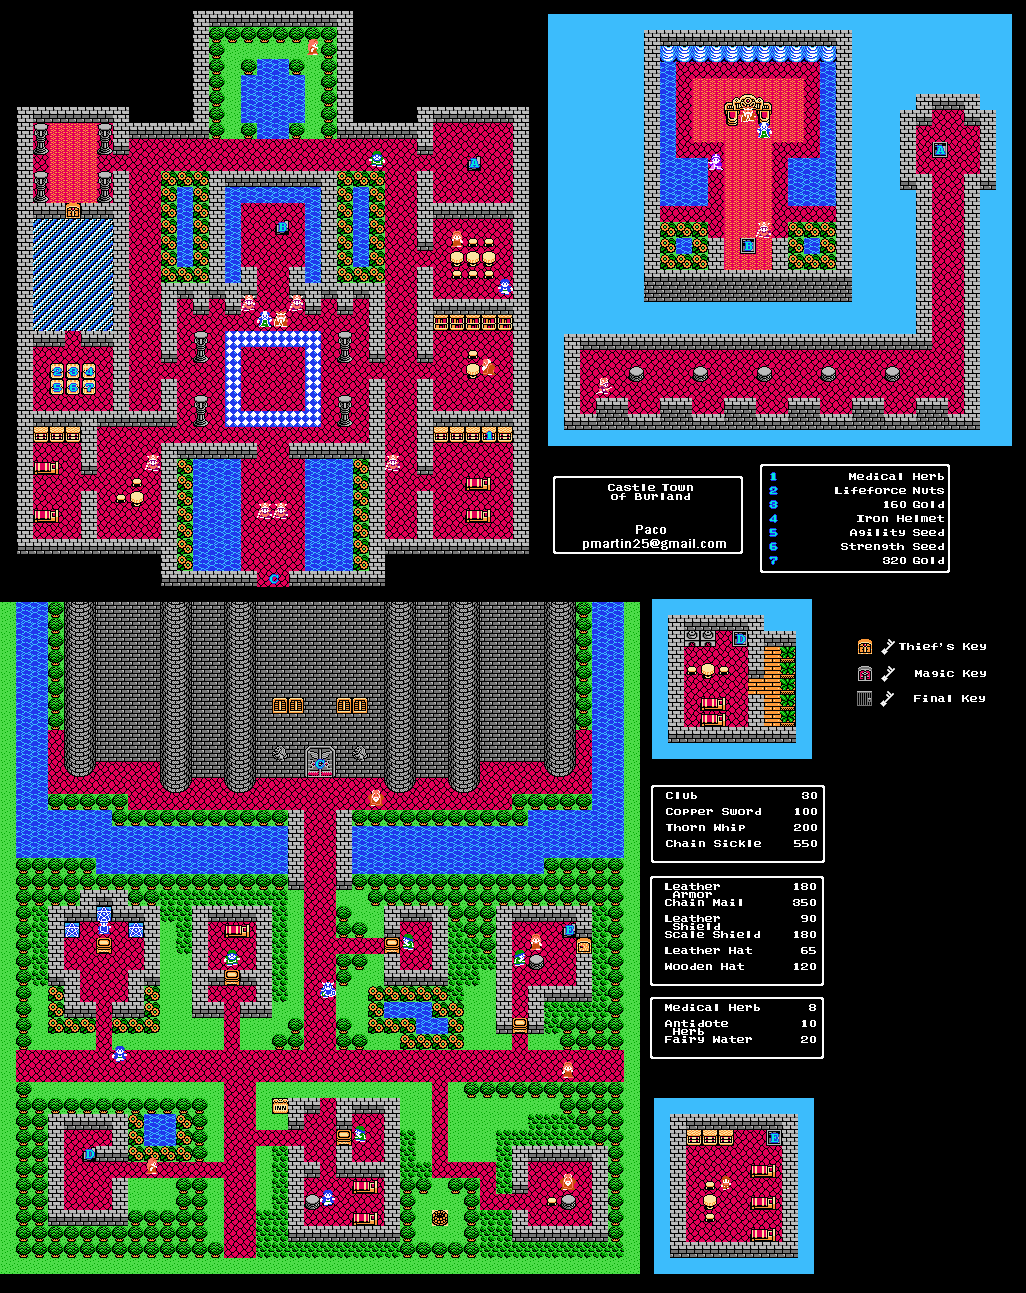 A
B
C
A
B
Castle Town
of Burland
Paco
pmartin25@gmail.com
1 Medical Herb
2 Lifeforce Nuts
3 160 Gold
4 Iron Helmet
5 Agility Seed
6 Strength Seed
7 320 Gold
C
D
Thief's Key
Magic Key
Final Key
Club 30
Copper Sword 100
Thorn Whip 200
Chain Sickle 550
Leather 180
Armor
Chain Mail 350
Leather 90
Shield
Scale Shield 180
Leather Hat 65
Wooden Hat 120
Medical Herb 8
Antidote 10
Herb
Fairy Water 20
E
INN
D
E